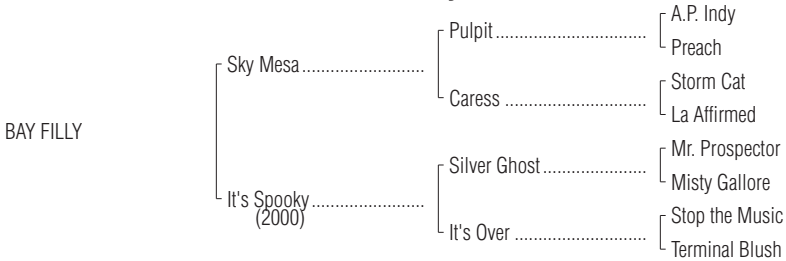 A.P. Indy
Pulpit..............................
Preach
Sky Mesa........................
Storm Cat
Caress ............................
La Affirmed
BAY FILLY
Mr. Prospector
Silver Ghost.....................
Misty Gallore
It's Spooky......................
(2000)
Stop the Music
It's Over ..........................
Terminal Blush